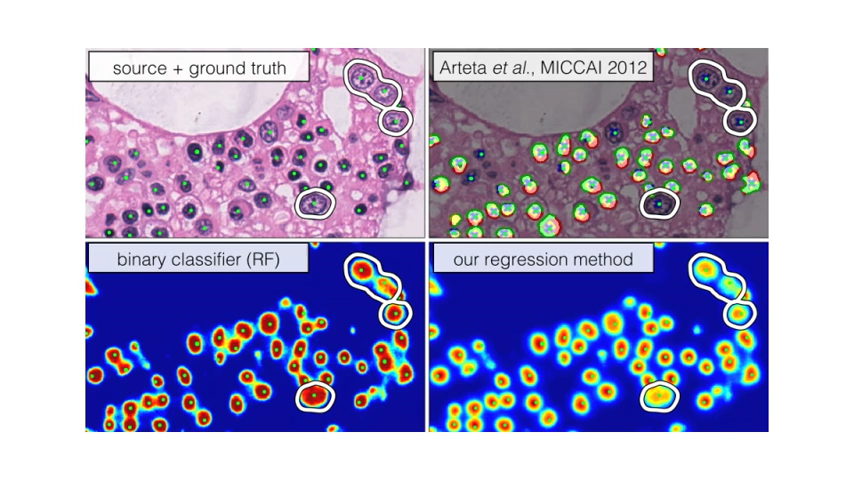 source + ground truth
Arteta et al., MICCAI 2012
binary classifier (RF)
our regression method